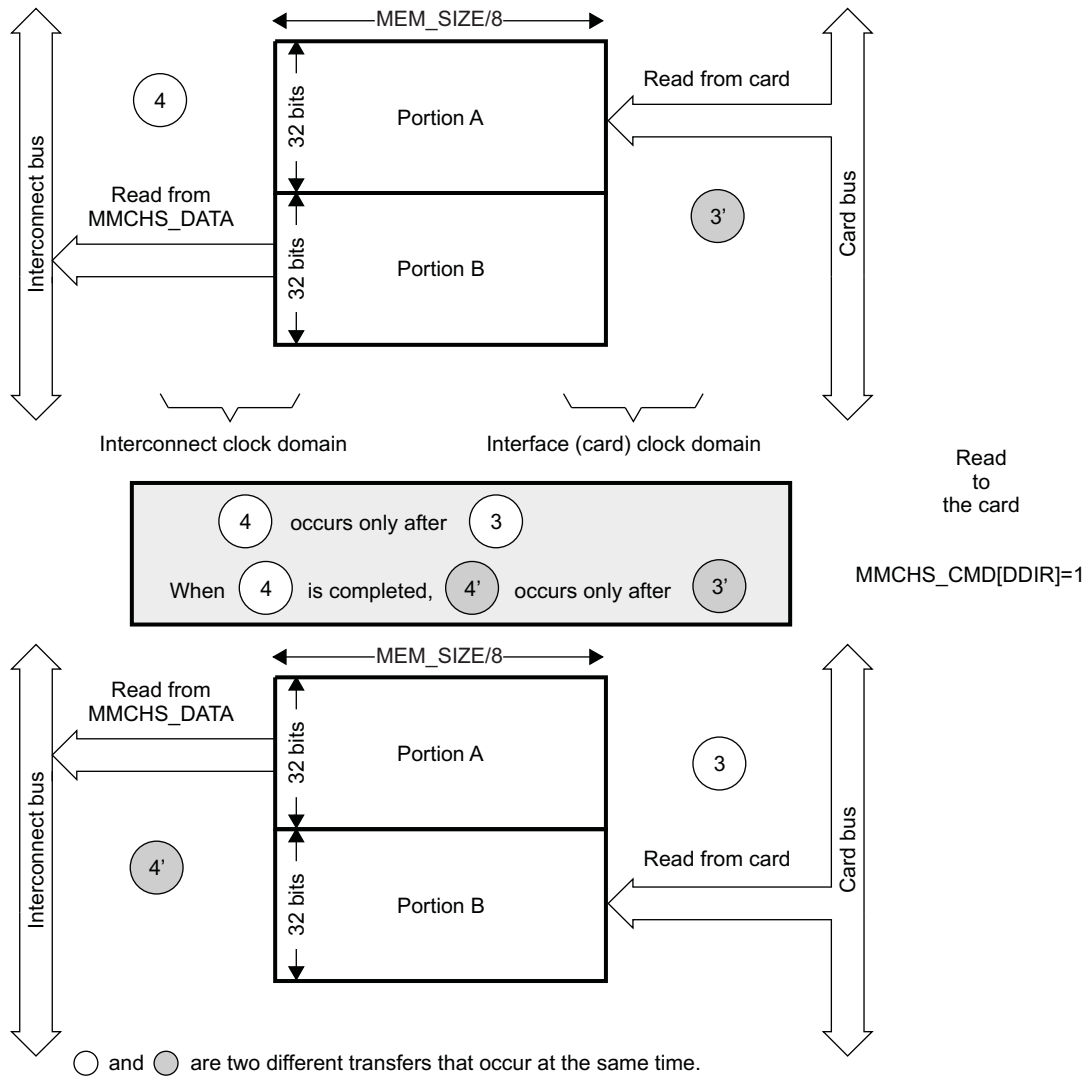 MEM_SIZE/8
Interconnect bus
4
Read from
MMCHS_DATA
32 bits
Portion A
32 bits
Portion B
Read from card
3’
Card bus
Interconnect clock domain
Interface (card) clock domain
Read
to
the card
4 occurs only after 3
When 4 is completed, 4’ occurs only after 3’
MMCHS_CMD[DDIR]=1
MEM_SIZE/8
Interconnect bus
Read from
MMCHS_DATA
4’
32 bits
Portion A
32 bits
Portion B
3
Read from card
Card bus
and are two different transfers that occur at the same time.